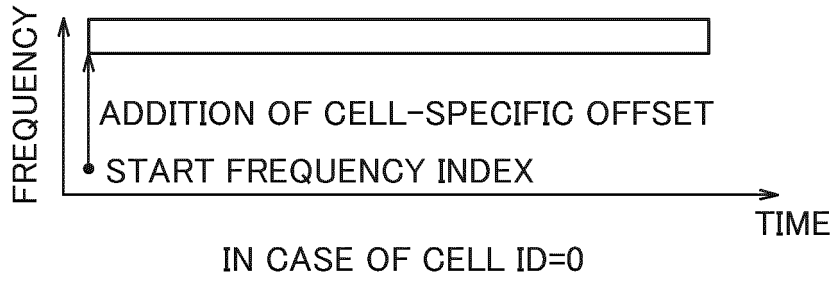 FREQUENCY
ADDITION OF CELL-SPECIFIC OFFSET
START FREQUENCY INDEX
TIME
IN CASE OF CELL ID=0